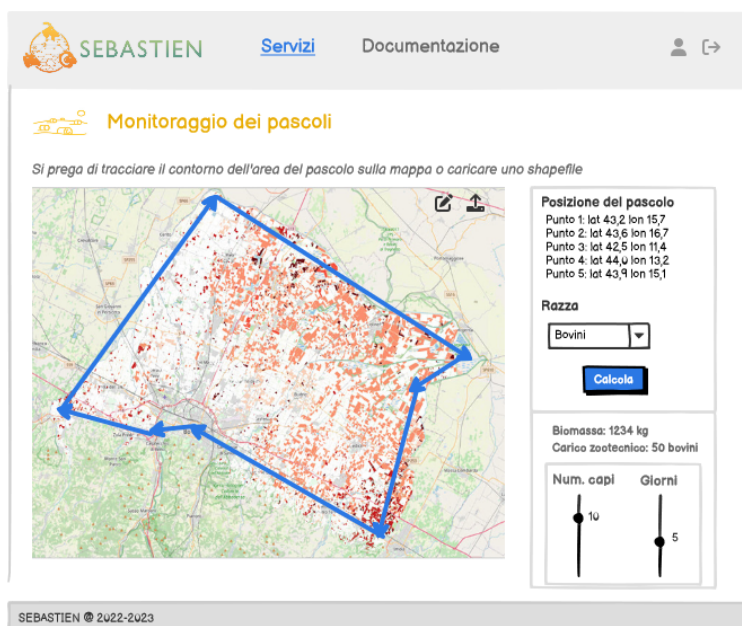 SEBASTIEN
Servizi
Documentazione
Monitoraggio dei pascoli
Si prega di tracciare il contorno dell'area del pascolo sulla mappa o caricare uno shapefile
Posizione del pascolo
Punto 1: lat 43,2 lon 15,7
Punto 2: lat 43,6 lon 16,7
Punto 3: lat 42,5 lon 11,4
Punto 4: lat 44,0 lon 13,2
Punto 5: lat 43,9 lon 15,1
Razza
Bovini
Calcola
Biomassa: 1234 kg
Carico zootecnico: 50 bovini
Num. capi
Giorni
10
5
SEBASTIEN @ 2022-2023